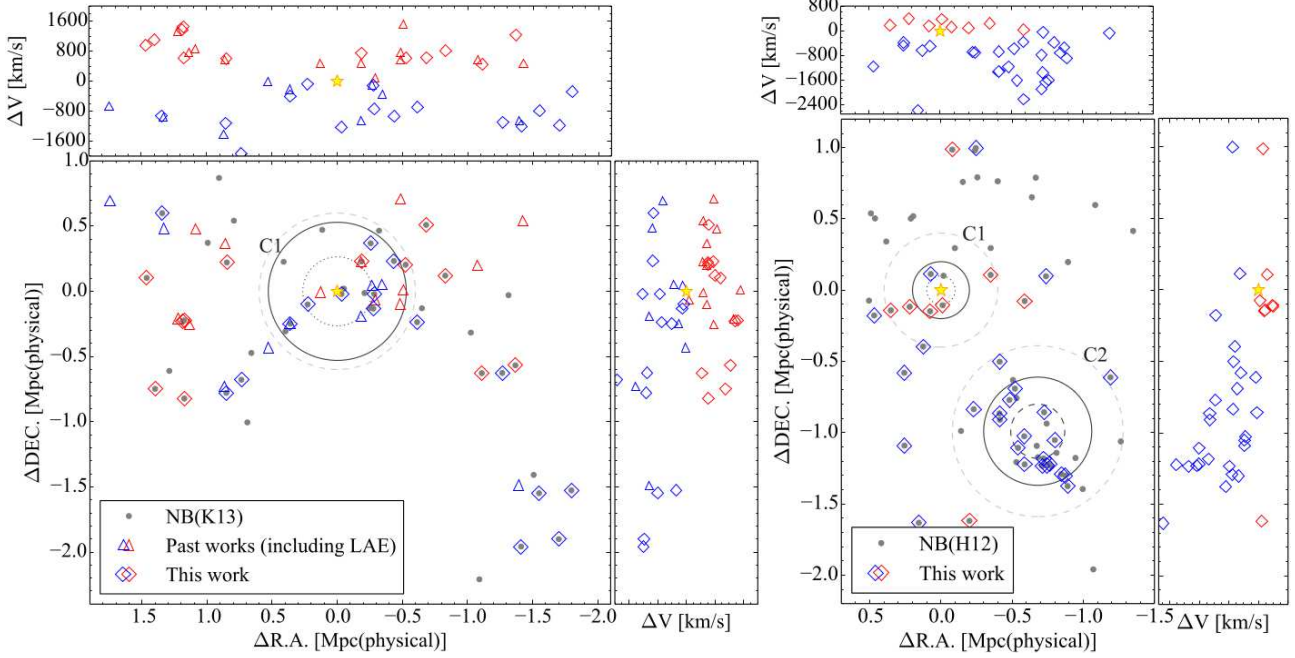 1600
800
0
−800
−1600
ΔV [km/s]
1.0
0.5
0.0
−0.5
−1.0
−1.5
−2.0
ΔDEC. [Mpc(physical)]
C1
NB(K13)
Past works (including LAE)
This work
1.5 1.0 0.5 0.0 −0.5 −1.0 −1.5 −2.0
ΔR.A. [Mpc(physical)]
ΔV [km/s]
800
0
−800
−1600
−2400
ΔV [km/s]
1.0
0.5
0.0
−0.5
−1.0
−1.5
−2.0
ΔDEC. [Mpc(physical)]
C1
C2
NB(H12)
This work
0.5 0.0 −0.5 −1.0 −1.5
ΔR.A. [Mpc(physical)]
ΔV [km/s]